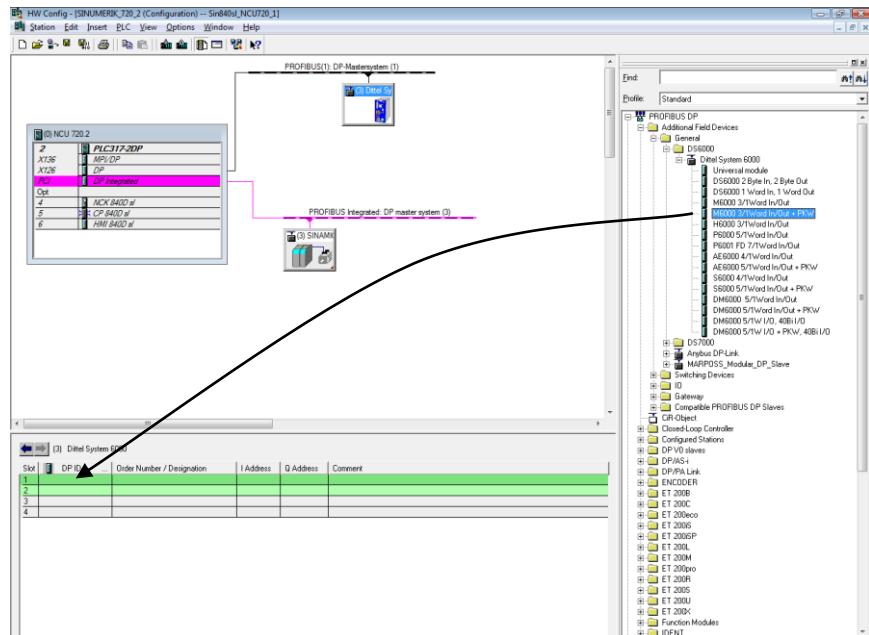 HW Config - [SINUMERIK_720_2 (Configuration) -- Sin840sl_NCU720_1]
Station Edit Insert PLC View Options Window Help
PROFIBUS(1): DP-Mastersystem (1)
(3) Dittel Sy
(0) NCU 720.2
2 PLC317-2DP
X136 MPI/DP
X126 DP
PCI DP Integrated
Opt
4 NCK 840D sl
5 CP 840D sl
6 HMI 840D sl
PROFIBUS Integrated: DP master system (3)
(3) SINAMI
(3) Dittel System 6000
Slot DP ID ... Order Number / Designation I Address Q Address Comment
1
2
3
4
Find:
Profile: Standard
PROFIBUS DP
Additional Field Devices
General
DS6000
Dittel System 6000
Universal module
DS6000 2 Byte In, 2 Byte Out
DS6000 1 Word In, 1 Word Out
M6000 3/1Word In/Out
M6000 3/1Word In/Out + PKW
H6000 3/1Word In/Out
P6000 5/1Word In/Out
P6001 FD 7/1Word In/Out
AE6000 4/1Word In/Out
AE6000 5/1Word In/Out + PKW
S6000 4/1Word In/Out
S6000 5/1Word In/Out + PKW
DM6000 5/1Word In/Out
DM6000 5/1Word In/Out + PKW
DM6000 5/1W I/O, 40Bi I/O
DM6000 5/1W I/O + PKW, 40Bi I/O
DS7000
Anybus DP-Link
MARPOSS_Modular_DP_Slave
Switching Devices
IO
Gateway
Compatible PROFIBUS DP Slaves
CiR-Object
Closed-Loop Controller
Configured Stations
DP V0 slaves
DP/AS-i
DP/PA Link
ENCODER
ET 200B
ET 200C
ET 200eco
ET 200iS
ET 200iSP
ET 200L
ET 200M
ET 200pro
ET 200R
ET 200S
ET 200U
ET 200X
Function Modules
IDENT